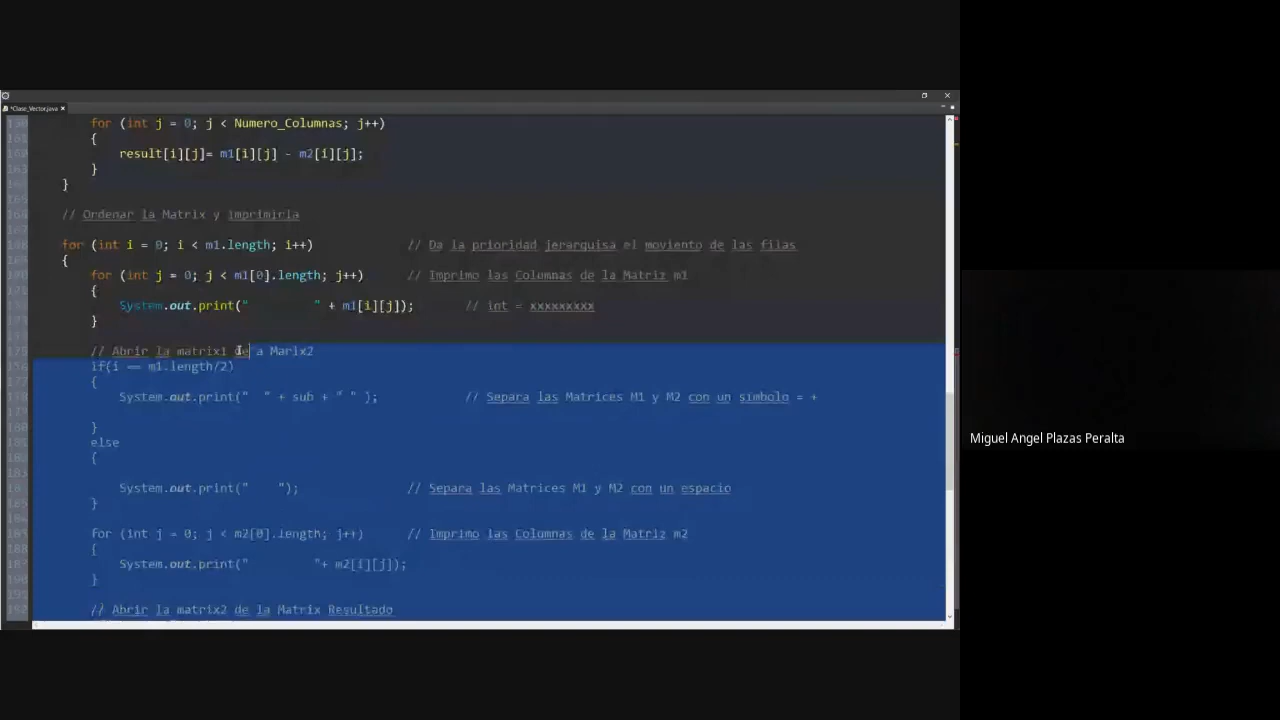 *Clase_Vector.java
for (int j = 0; j < Numero_Columnas; j++)
{
result[i][j]= m1[i][j] - m2[i][j];
}
}
// Ordenar la Matrix y imprimirla
for (int i = 0; i < m1.length; i++) // Da la prioridad jerarquisa el moviento de las filas
{
for (int j = 0; j < m1[0].length; j++) // Imprimo las Columnas de la Matriz m1
{
System.out.print(" " + m1[i][j]); // int = xxxxxxxxx
}
// Abrir la matrix1 de a Marix2
if(i == m1.length/2)
{
System.out.print(" " + sub + " " ); // Separa las Matrices M1 y M2 con un simbolo = +
}
else
{
System.out.print(" "); // Separa las Matrices M1 y M2 con un espacio
}
for (int j = 0; j < m2[0].length; j++) // Imprimo las Columnas de la Matriz m2
{
System.out.print(" "+ m2[i][j]);
}
// Abrir la matrix2 de la Matrix Resultado
Miguel Angel Plazas Peralta